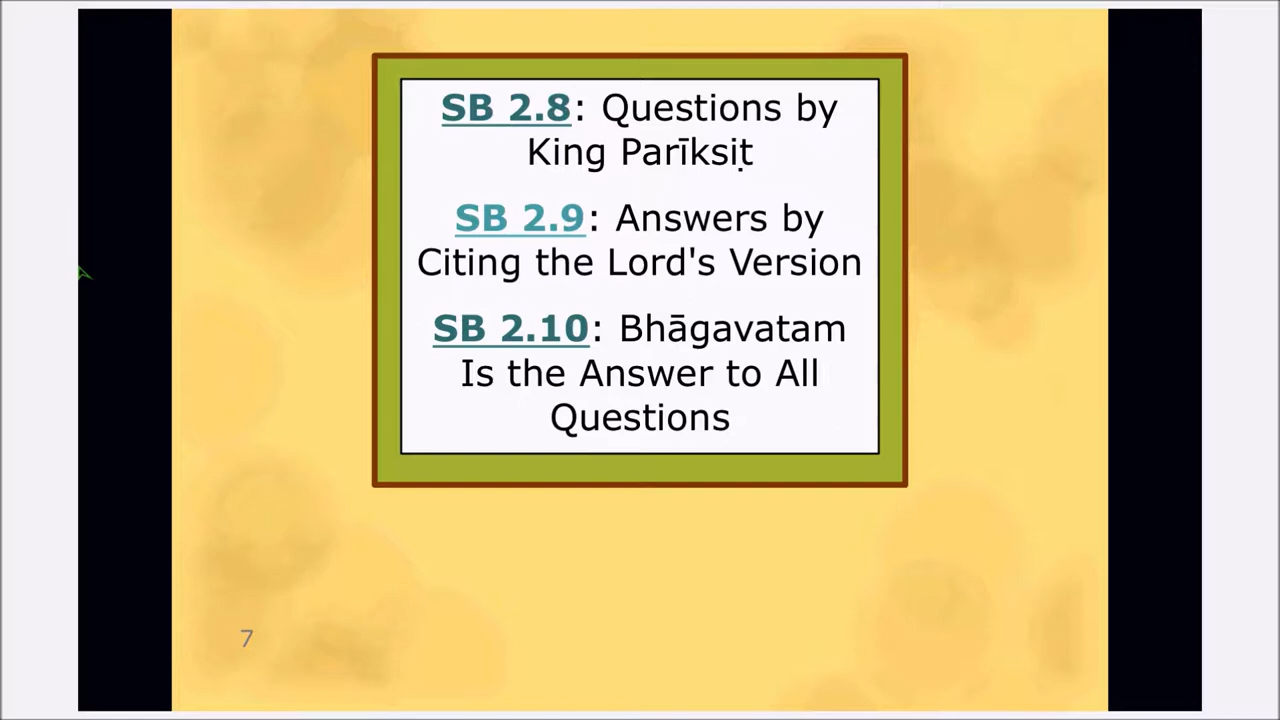 SB 2.8: Questions by
King Parīksịt
SB 2.9: Answers by
Citing the Lord's Version
SB 2.10: Bhāgavatam
Is the Answer to All
Questions
7